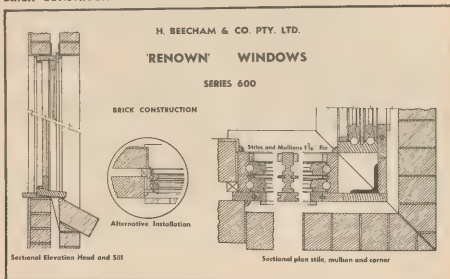 H. BEECHAM & CO. PTY. LTD.
'RENOWN' WINDOWS
SERIES 600
BRICK CONSTRUCTION
Alternative Installation
Stiles and Mullions
Fin
Sectional Elevation Head and Sill
Sectional plan stile, mullion and corner